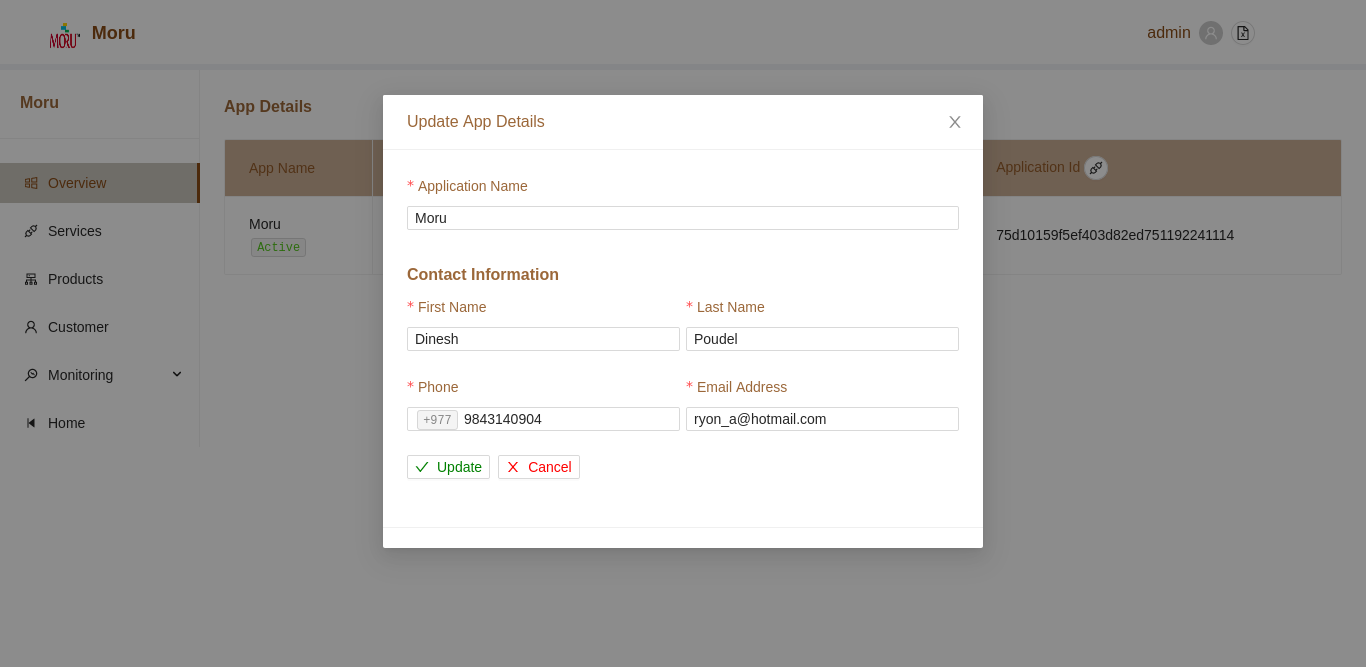 MORU
Moru
admin
Moru
App Details
Update App Details
App Name
Application Id
Overview
* Application Name
Moru
Moru
Services
Active
75d10159f5ef403d82ed751192241114
Contact Information
Products
* First Name
* Last Name
Customer
Dinesh
Poudel
Monitoring
* Phone
* Email Address
Home
+977 9843140904
ryon_a@hotmail.com
Update
Cancel